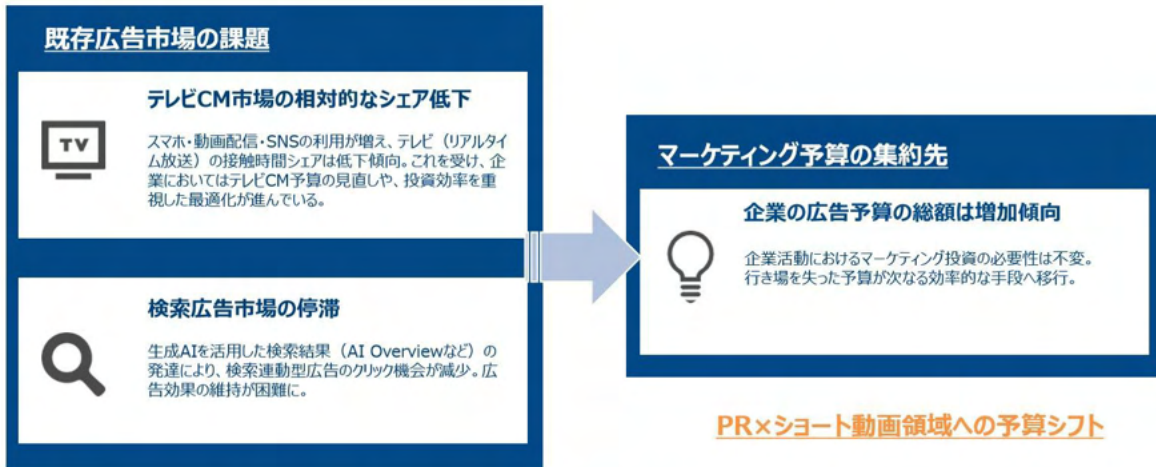 既存広告市場の課題
TV
テレビCM市場の相対的なシェア低下
スマホ・動画配信・SNSの利用が増え、テレビ（リアルタイ
ム放送）の接触時間シェアは低下傾向。これを受け、企
業においてはテレビCM予算の見直しや、投資効率を重
視した最適化が進んでいる。
検索広告市場の停滞
生成AIを活用した検索結果（AI Overviewなど）の
発達により、検索連動型広告のクリック機会が減少。広
告効果の維持が困難に。
マーケティング予算の集約先
企業の広告予算の総額は増加傾向
企業活動におけるマーケティング投資の必要性は不変。
行き場を失った予算が次なる効率的な手段へ移行。
PR×ショート動画領域への予算シフト